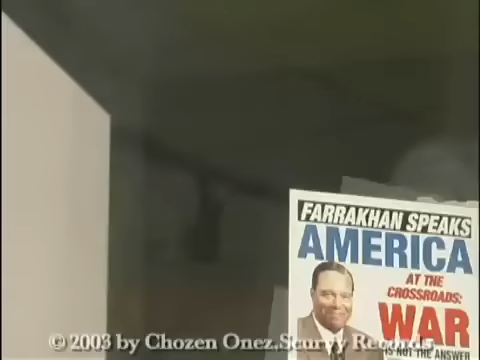 FARRAKHAN SPEAKS
AMERICA
AT THE
CROSSROADS:
WAR
IS NOT THE ANSWER
© 2003 by Chozen Onez.Scurvy Records.